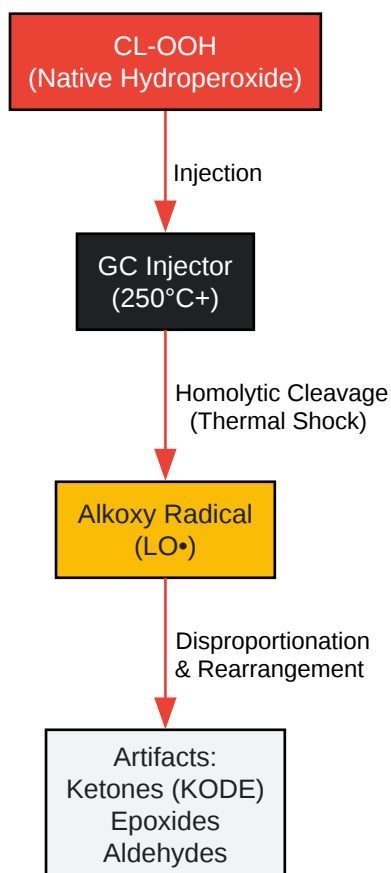 CL-OOH
(Native Hydroperoxide)
Injection
GC Injector
(250°C+)
Homolytic Cleavage
(Thermal Shock)
Alkoxy Radical
(LO•)
Disproportionation
& Rearrangement
Artifacts:
Ketones (KODE)
Epoxides
Aldehydes